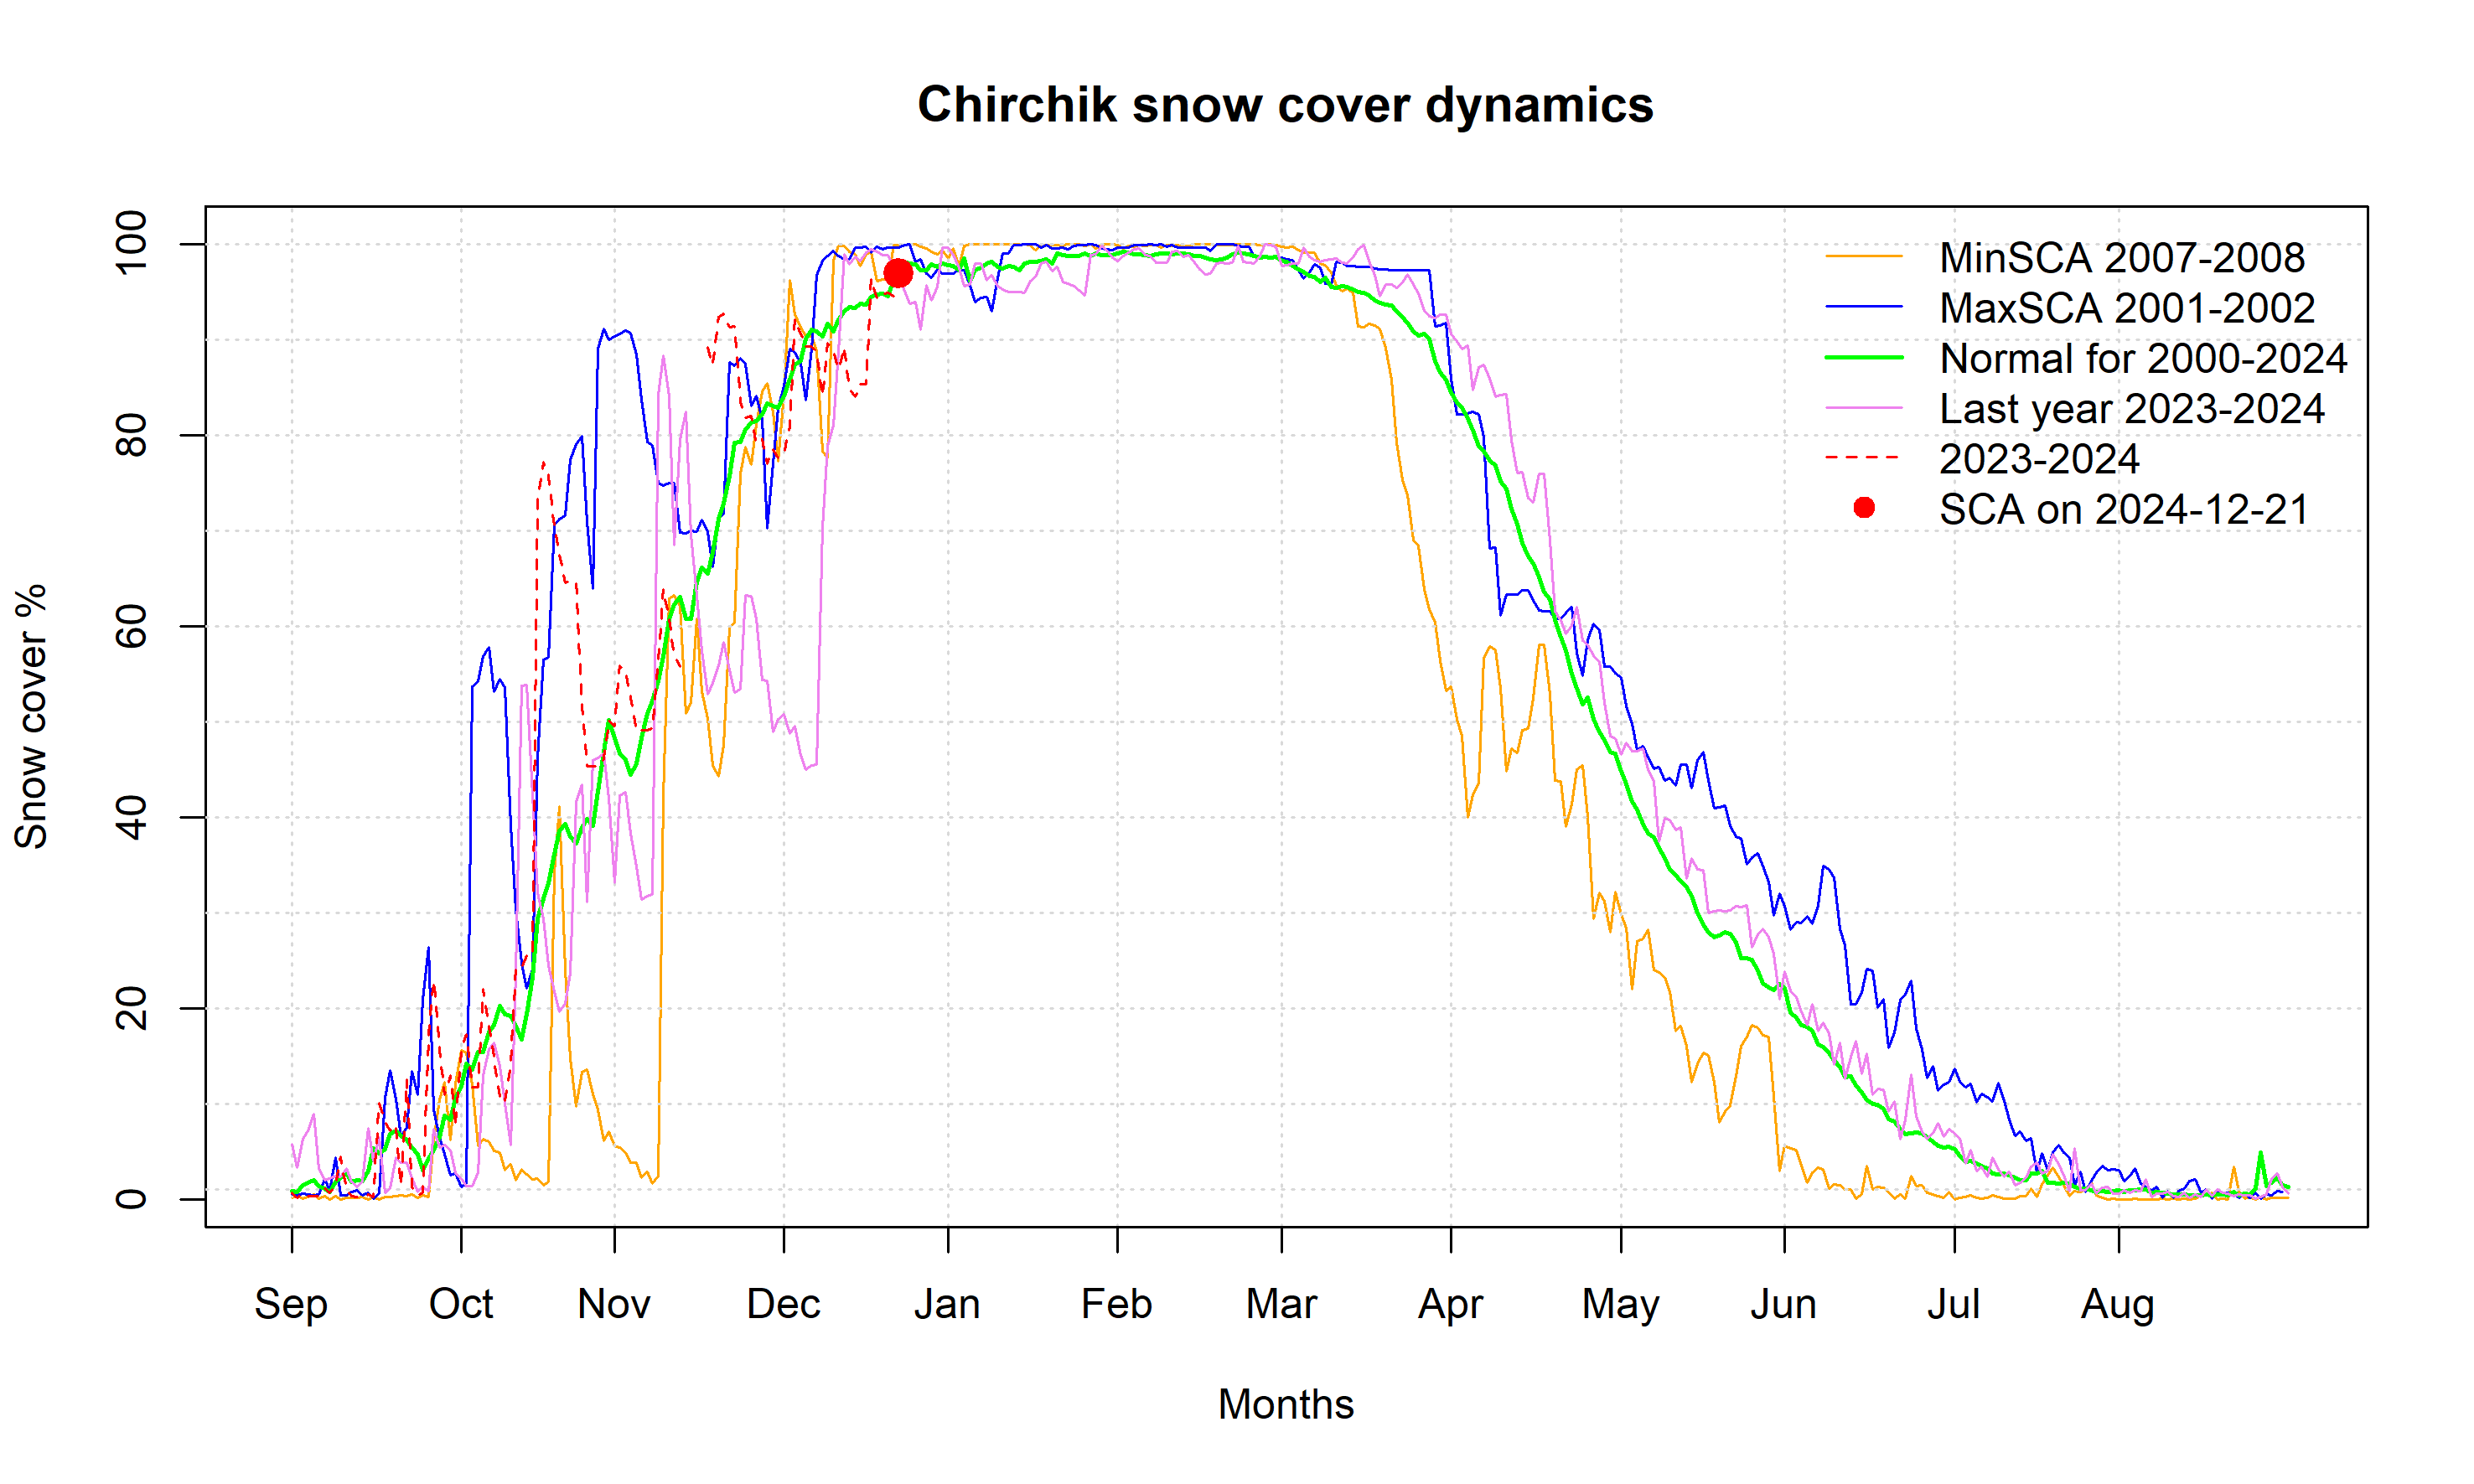 Chirchik snow cover dynamics
100
80
60
40
20
0
Snow cover %
MinSCA 2007-2008
MaxSCA 2001-2002
Normal for 2000-2024
Last year 2023-2024
2023-2024
SCA on 2024-12-21
Sep Oct Nov Dec Jan Feb Mar Apr May Jun Jul Aug
Months